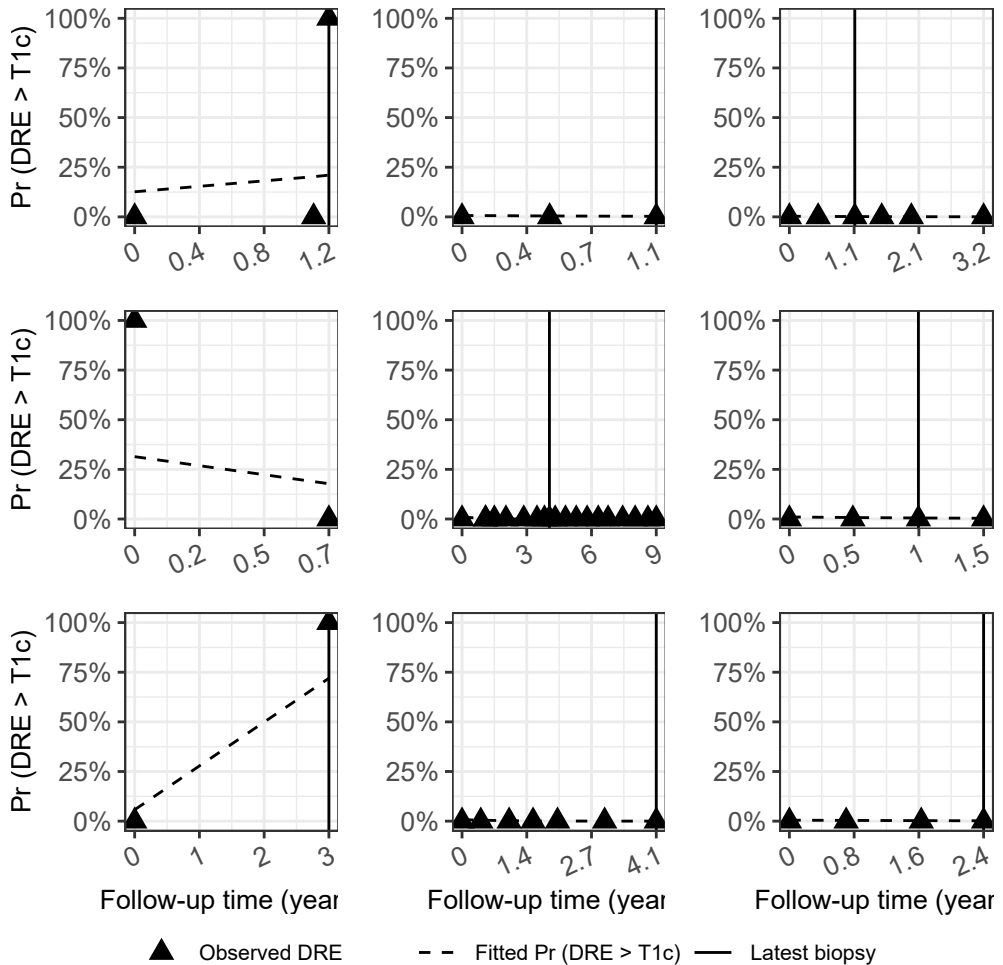 Pr (DRE > T1c)
100%
75%
50%
25%
0%
0 0.4 0.8 1.2
100%
75%
50%
25%
0%
0 0.4 0.7 1.1
100%
75%
50%
25%
0%
0 1.1 2.1 3.2
Pr (DRE > T1c)
100%
75%
50%
25%
0%
0 0.2 0.5 0.7
100%
75%
50%
25%
0%
0 3 6 9
100%
75%
50%
25%
0%
0 0.5 1 1.5
Pr (DRE > T1c)
100%
75%
50%
25%
0%
0 1 2 3
Follow-up time (year
100%
75%
50%
25%
0%
0 1.4 2.7 4.1
Follow-up time (year
100%
75%
50%
25%
0%
0 0.8 1.6 2.4
Follow-up time (year
Observed DRE Fitted Pr (DRE > T1c) Latest biopsy